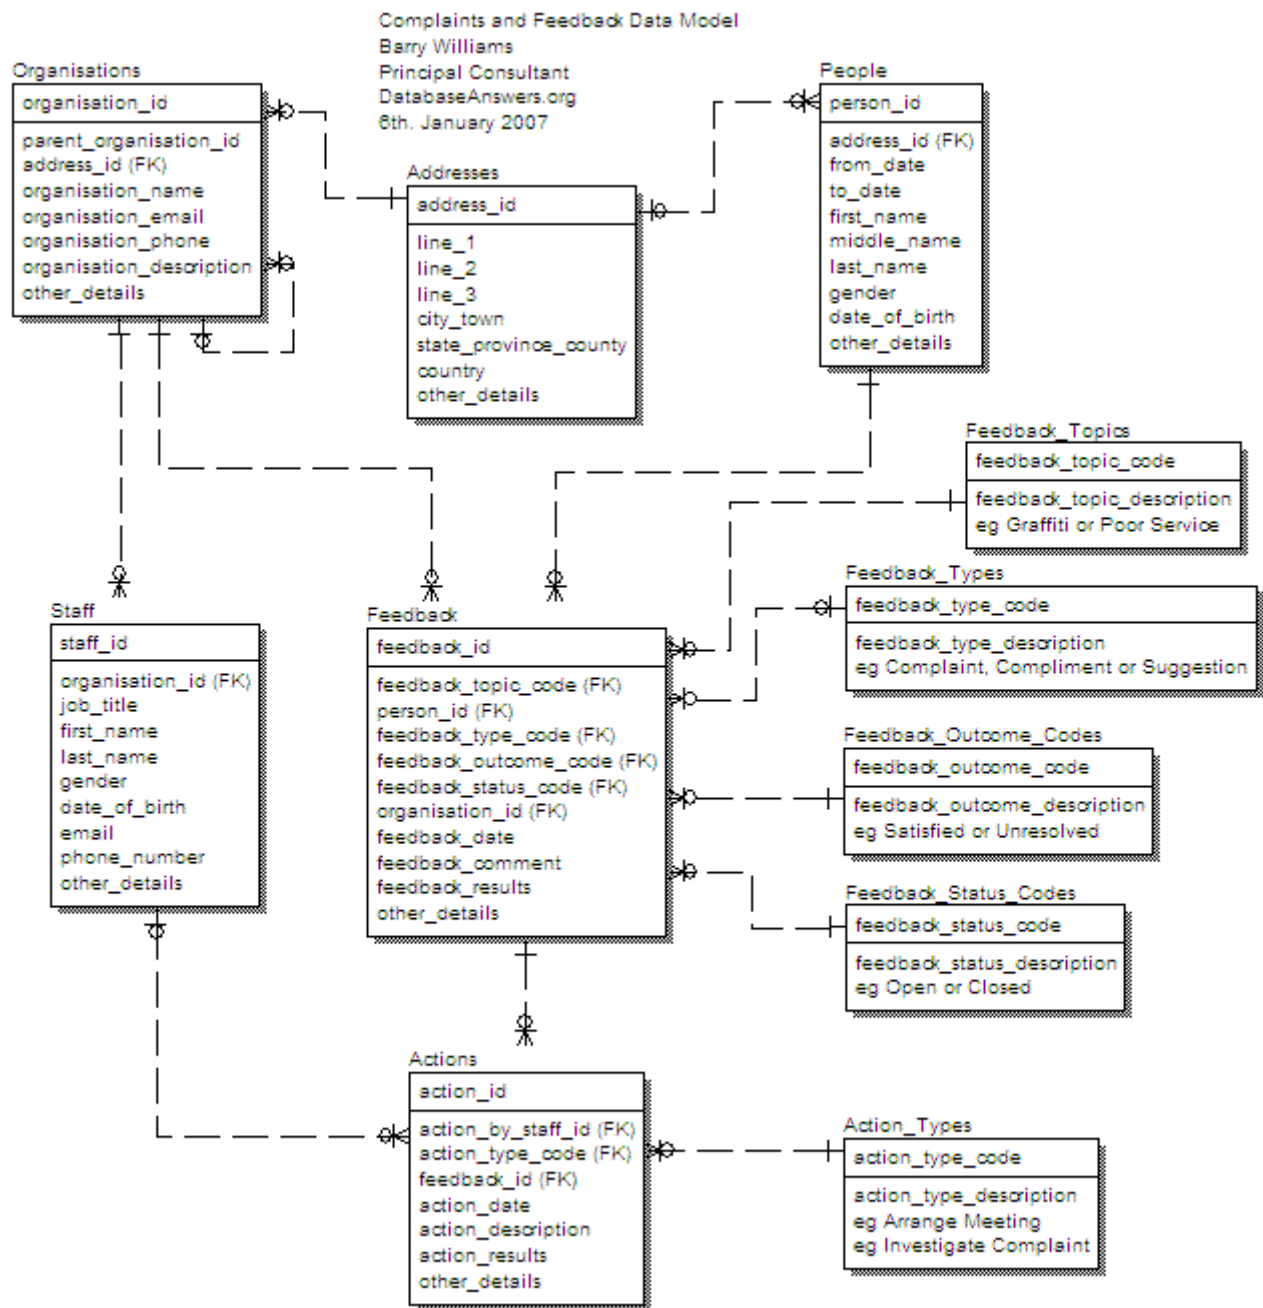 Complaints and Feedback Data Model
Barry Williams
Principal Consultant
DatabaseAnswers.org
6th. January 2007
Organisations
organisation_id
parent_organisation_id
address_id (FK)
organisation_name
organisation_email
organisation_phone
organisation_description
other_details
Addresses
address_id
line_1
line_2
line_3
city_town
state_province_county
country
other_details
People
person_id
address_id (FK)
from_date
to_date
first_name
middle_name
last_name
gender
date_of_birth
other_details
Feedback_Topics
feedback_topic_code
feedback_topic_description
eg Graffiti or Poor Service
Feedback_Types
feedback_type_code
feedback_type_description
eg Complaint, Compliment or Suggestion
Staff
staff_id
organisation_id (FK)
job_title
first_name
last_name
gender
date_of_birth
email
phone_number
other_details
Feedback
feedback_id
feedback_topic_code (FK)
person_id (FK)
feedback_type_code (FK)
feedback_outcome_code (FK)
feedback_status_code (FK)
organisation_id (FK)
feedback_date
feedback_comment
feedback_results
other_details
Feedback_Outcome_Codes
feedback_outcome_code
feedback_outcome_description
eg Satisfied or Unresolved
Feedback_Status_Codes
feedback_status_code
feedback_status_description
eg Open or Closed
Actions
action_id
action_by_staff_id (FK)
action_type_code (FK)
feedback_id (FK)
action_date
action_description
action_results
other_details
Action_Types
action_type_code
action_type_description
eg Arrange Meeting
eg Investigate Complaint